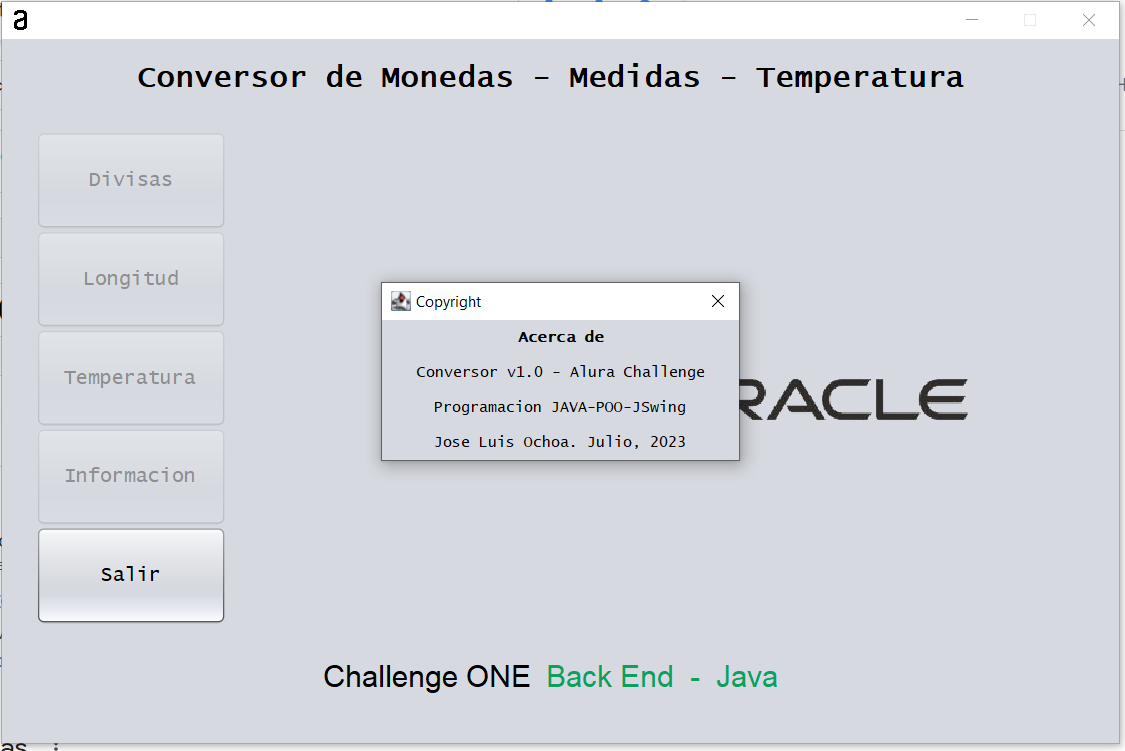 a
Conversor de Monedas - Medidas - Temperatura
Divisas
Longitud
Temperatura
Informacion
Salir
Copyright
Acerca de
Conversor v1.0 - Alura Challenge
Programacion JAVA-POO-JSwing
Jose Luis Ochoa. Julio, 2023
RACLE
Challenge ONE Back End - Java
as